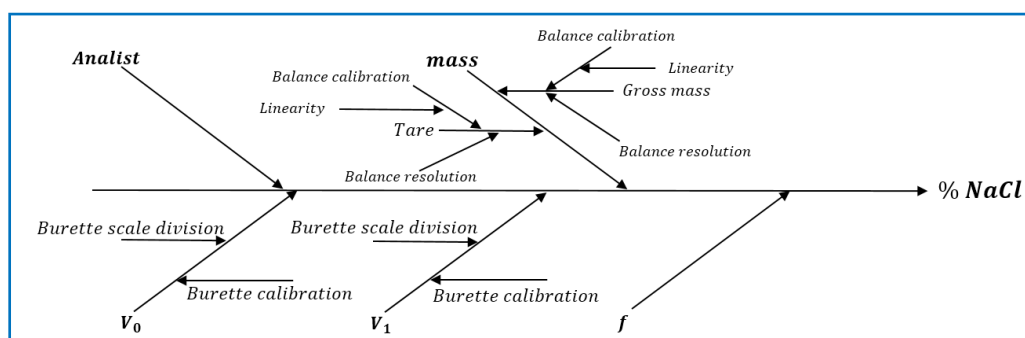 Balance calibration
Analist
mass
Linearity
Balance calibration
Gross mass
Linearity
Tare
Balance resolution
Balance resolution
% NaCl
Burette scale division
Burette scale division
Burette calibration
Burette calibration
V₀
V₁
f